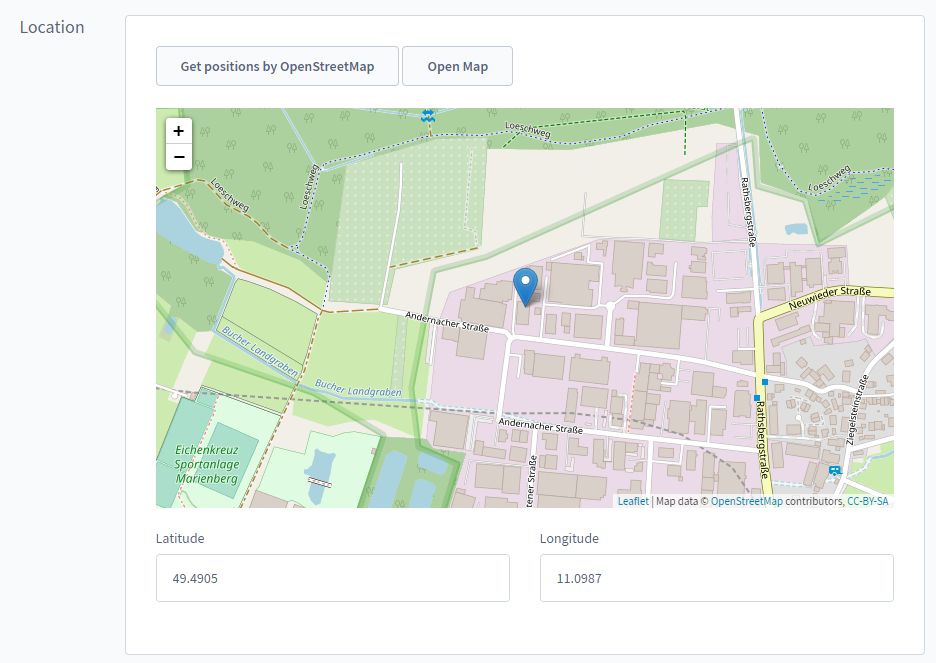 Location
Get positions by OpenStreetMap
Open Map
+
−
Loeschweg
Loeschweg
Loeschweg
Loeschweg
Rathsbergstraße
Neuwieder Straße
Andernacher Straße
Bucher Landgraben
Bucher Landgraben
Ziegelsteinstraße
Rathsbergstraße
Andernacher Straße
Eichenkreuz
Sportanlage
Marienberg
tener Straße
Leaflet | Map data © OpenStreetMap contributors, CC-BY-SA
Latitude
Longitude
49.4905
11.0987